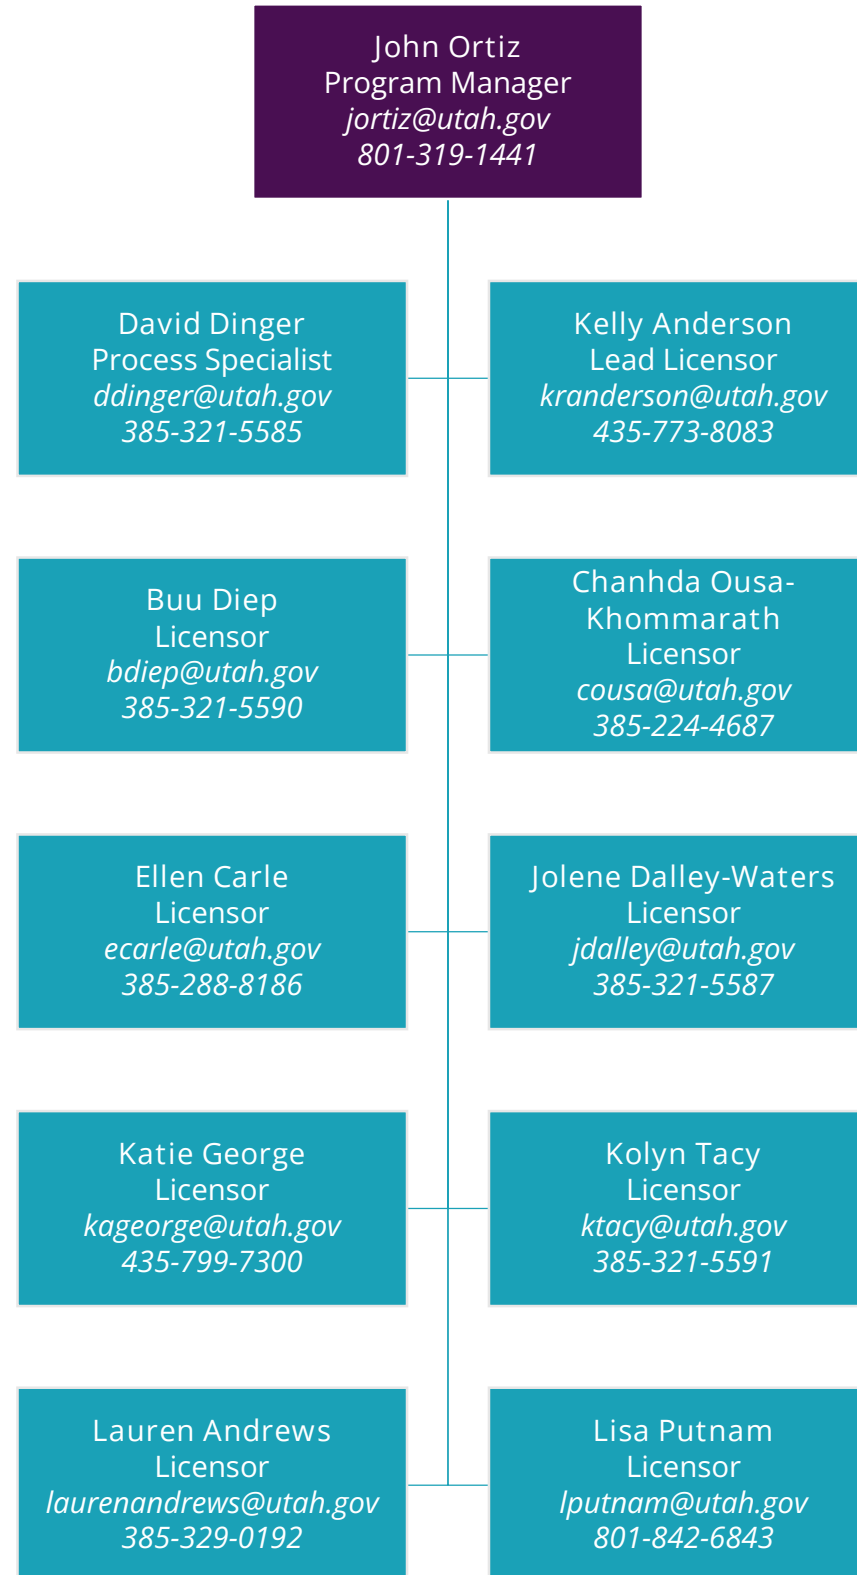 John Ortiz
Program Manager
jortiz@utah.gov
801-319-1441
David Dinger
Process Specialist
ddinger@utah.gov
385-321-5585
Kelly Anderson
Lead Licensor
kranderson@utah.gov
435-773-8083
Buu Diep
Licensor
bdiep@utah.gov
385-321-5590
Chanhda Ousa-
Khommarath
Licensor
cousa@utah.gov
385-224-4687
Ellen Carle
Licensor
ecarle@utah.gov
385-288-8186
Jolene Dalley-Waters
Licensor
jdalley@utah.gov
385-321-5587
Katie George
Licensor
kageorge@utah.gov
435-799-7300
Kolyn Tacy
Licensor
ktacy@utah.gov
385-321-5591
Lauren Andrews
Licensor
laurenandrews@utah.gov
385-329-0192
Lisa Putnam
Licensor
lputnam@utah.gov
801-842-6843